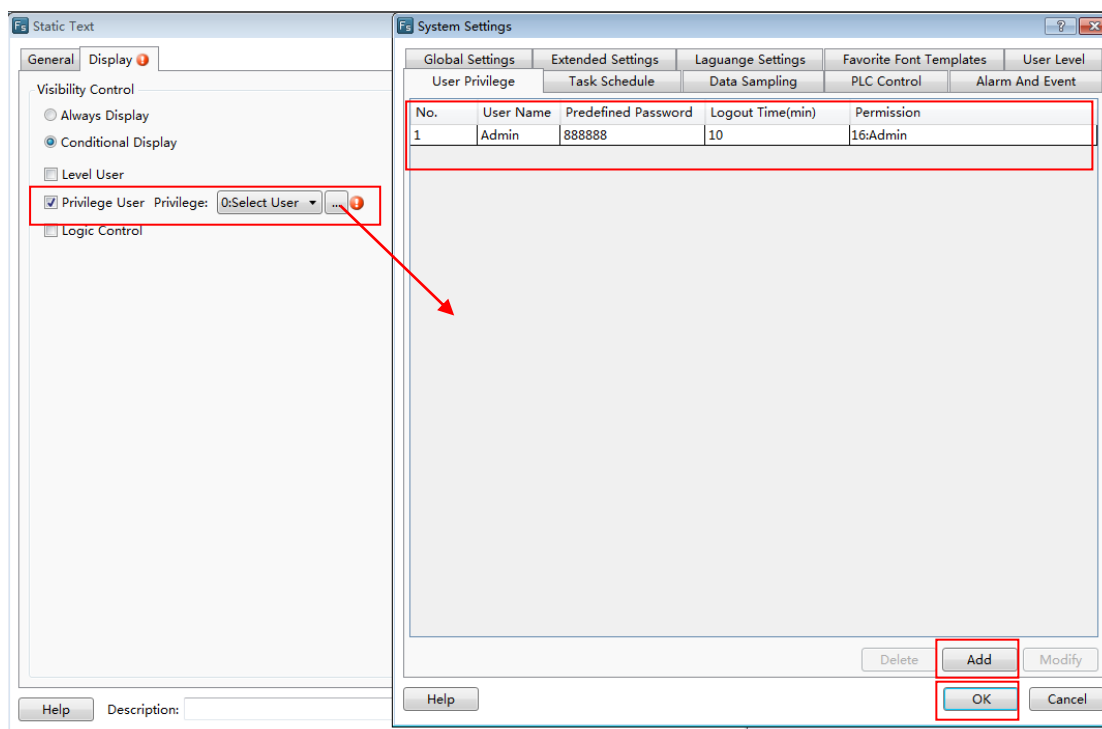 Fs Static Text
General Display
Visibility Control
Always Display
Conditional Display
Level User
Privilege User Privilege: 0:Select User ...
Logic Control
Help Description:
Fs System Settings
Global Settings Extended Settings Laguange Settings Favorite Font Templates User Level
User Privilege Task Schedule Data Sampling PLC Control Alarm And Event
No. User Name Predefined Password Logout Time(min) Permission
1 Admin 888888 10 16:Admin
Delete Add Modify
Help OK Cancel